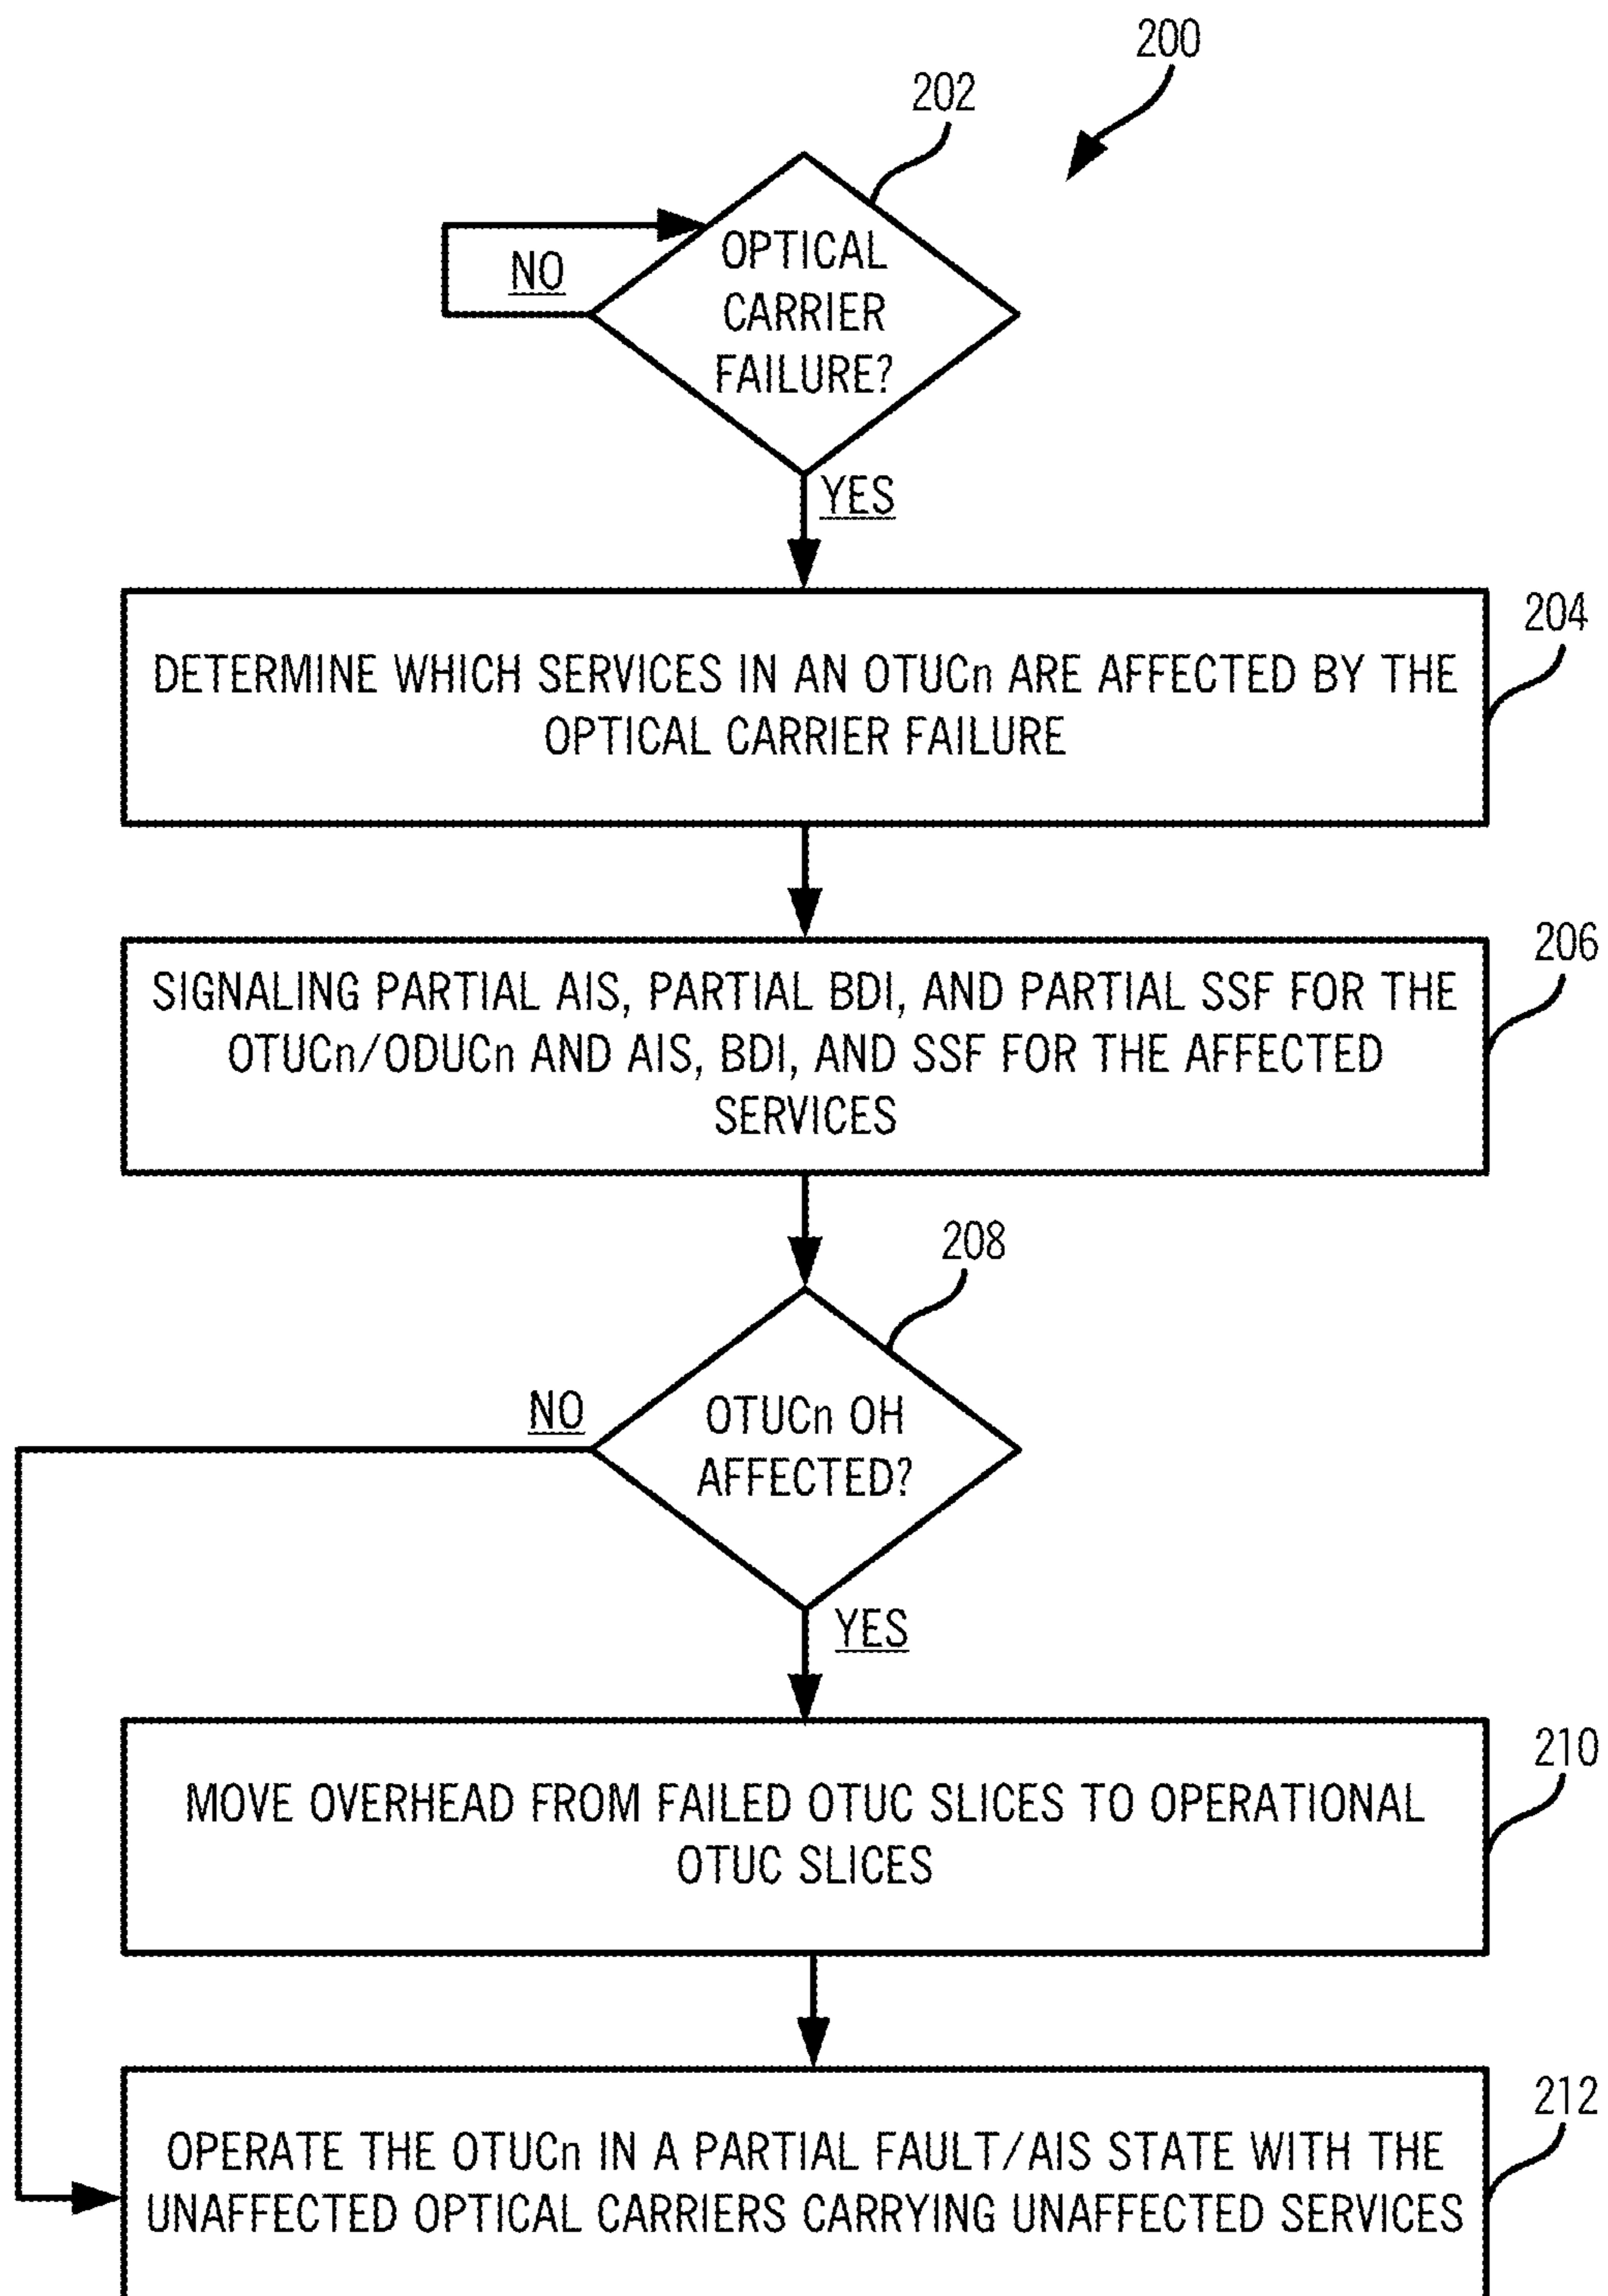 200
202
OPTICAL
CARRIER
FAILURE?
NO
YES
204
DETERMINE WHICH SERVICES IN AN OTUCn ARE AFFECTED BY THE
OPTICAL CARRIER FAILURE
206
SIGNALING PARTIAL AIS, PARTIAL BDI, AND PARTIAL SSF FOR THE
OTUCn/ODUCn AND AIS, BDI, AND SSF FOR THE AFFECTED
SERVICES
208
OTUCn OH
AFFECTED?
NO
YES
210
MOVE OVERHEAD FROM FAILED OTUC SLICES TO OPERATIONAL
OTUC SLICES
212
OPERATE THE OTUCn IN A PARTIAL FAULT/AIS STATE WITH THE
UNAFFECTED OPTICAL CARRIERS CARRYING UNAFFECTED SERVICES